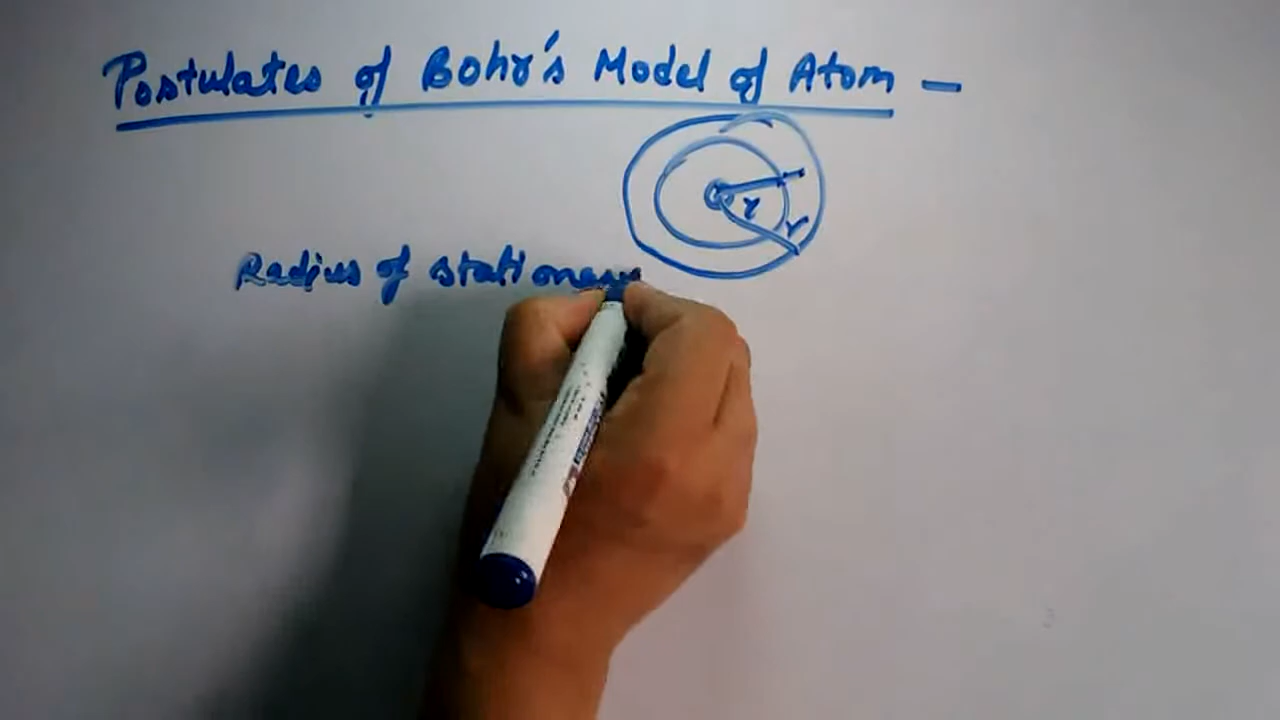 Postulates of Bohr's Model of Atom -
r
r
Radius of stationary